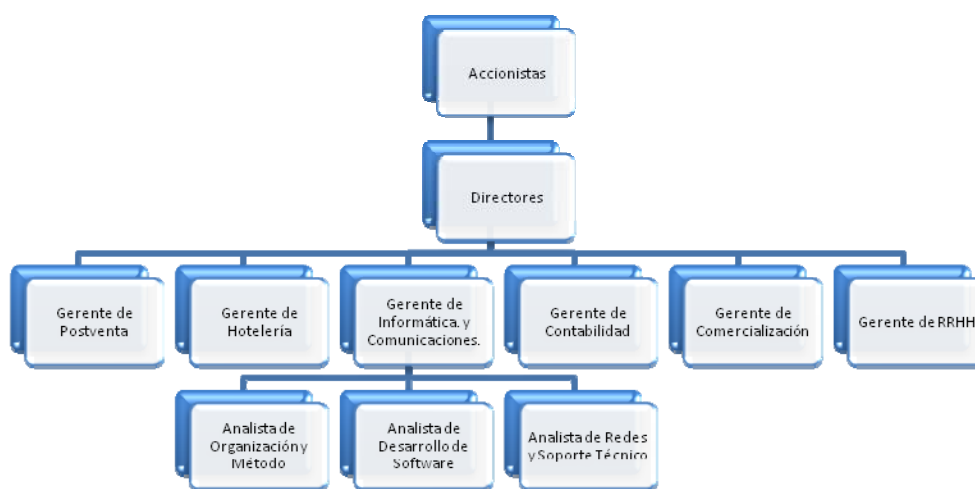 Accionistas
Directores
Gerente de
Postventa
Gerente de
Hotelería
Gerente de
Informática. y
Comunicaciones.
Gerente de
Contabilidad
Gerente de
Comercialización
Gerente de RRHH
Analista de
Organización y
Método
Analista de
Desarrollo de
Software
Analista de Redes
y Soporte Técnico